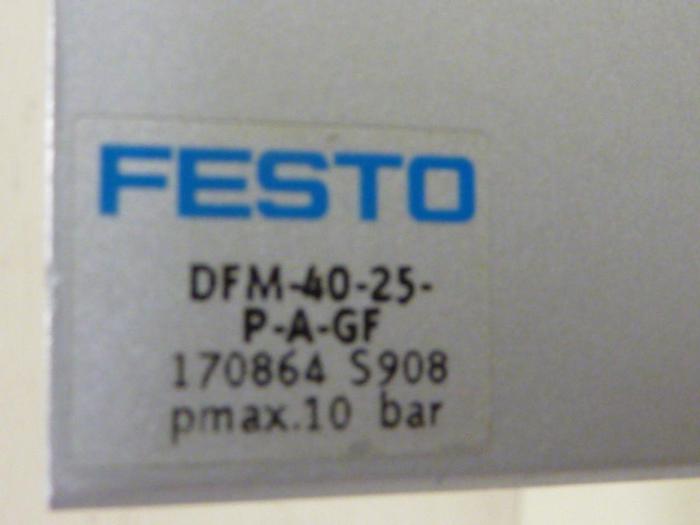 FESTO
DFM-40-25-
P-A-GF
170864 S908
pmax.10 bar